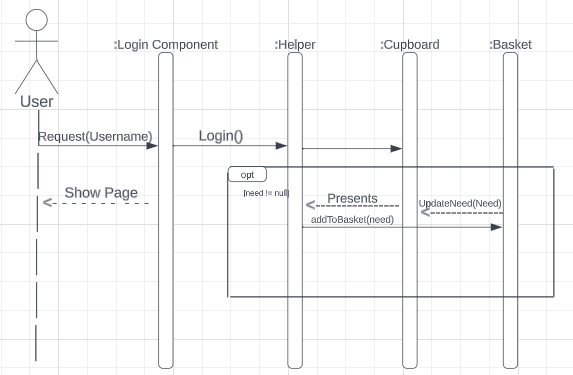 :Login Component
:Helper
:Cupboard
:Basket
User
Request(Username)
Login()
opt
[need != null]
Show Page
Presents
UpdateNeed(Need)
addToBasket(need)